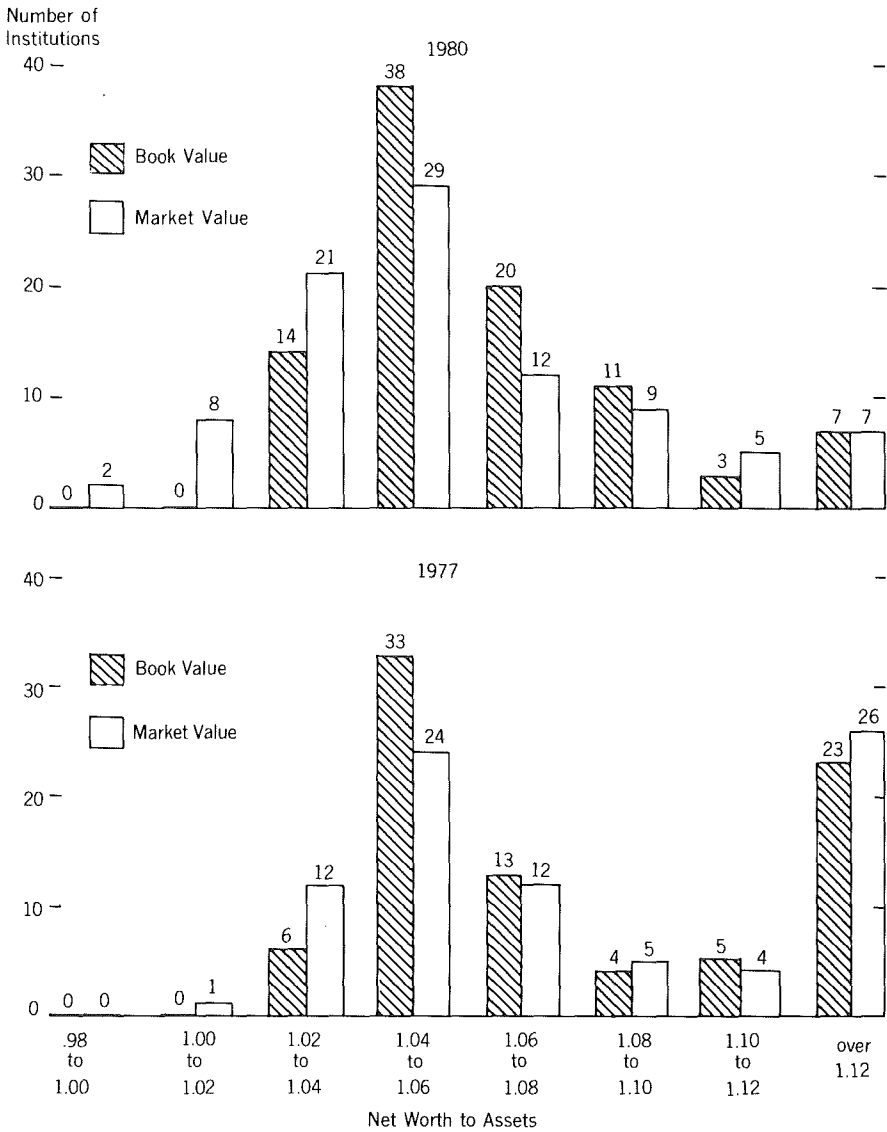 Number of
Institutions
1980
40
38
Book Value
30
29
Market Value
21
20
20
14
12
11
10
9
8
7 7
5
3
2
0 0 0
1977
40
33
Book Value
30
26
Market Value
24
23
20
13 12
12
10
6
5
4
5
4
1
0 0 0 0
.98 1.00 1.02 1.04 1.06 1.08 1.10 over
to to to to to to to 1.12
1.00 1.02 1.04 1.06 1.08 1.10 1.12
Net Worth to Assets